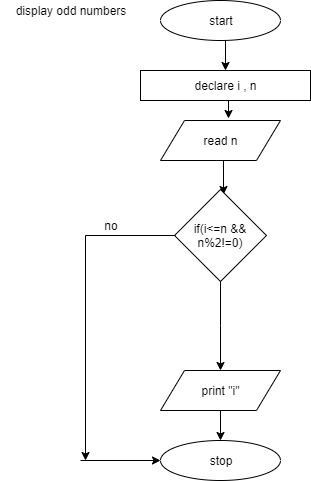 display odd numbers
start
declare i , n
read n
if(i<=n &&
n%2!=0)
no
print "i"
stop